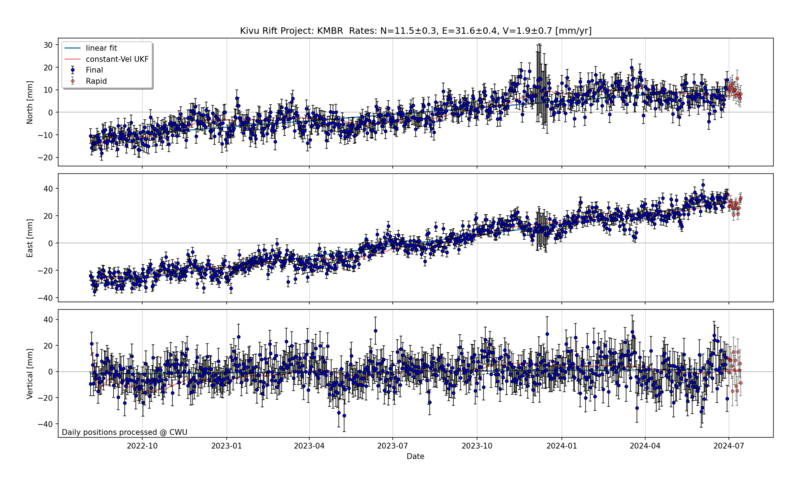 Kivu Rift Project: KMBR  Rates: N=11.5±0.3, E=31.6±0.4, V=1.9±0.7 [mm/yr]
linear fit
constant-Vel UKF
Final
Rapid
North [mm]
30
20
10
0
−10
−20
East [mm]
40
20
0
−20
−40
Vertical [mm]
40
20
0
−20
−40
Daily positions processed @ CWU
2022-10
2023-01
2023-04
2023-07
2023-10
2024-01
2024-04
2024-07
Date